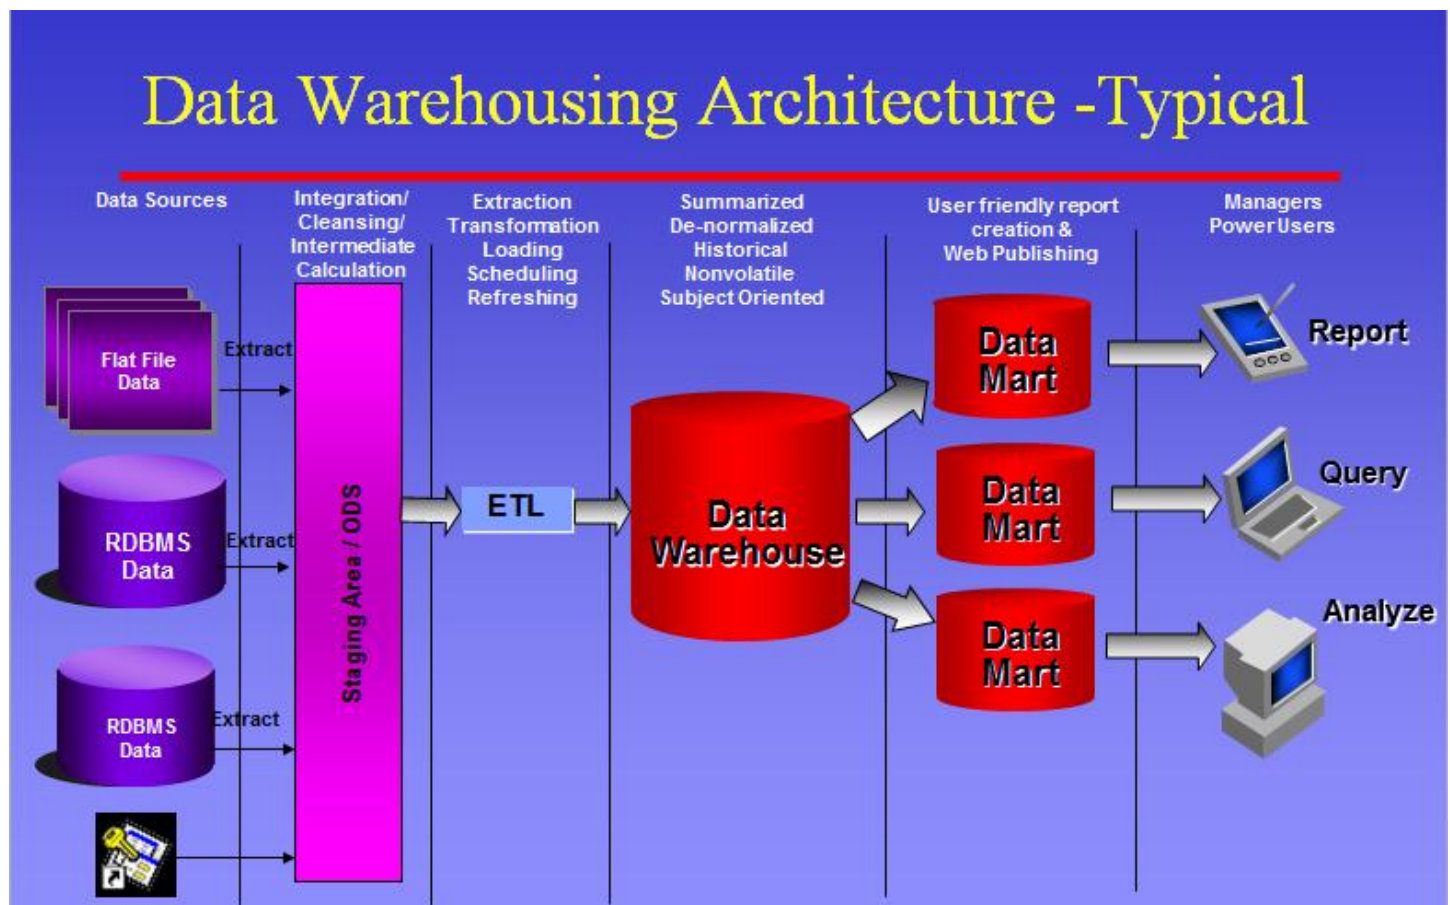 Data Warehousing Architecture -Typical
Data Sources
Integration/
Cleansing/
Intermediate
Calculation
Extraction
Transformation
Loading
Scheduling
Refreshing
Summarized
De-normalized
Historical
Nonvolatile
Subject Oriented
User friendly report
creation &
Web Publishing
Managers
PowerUsers
Flat File
Data
Extract
RDBMS
Data
Extract
RDBMS
Data
Extract
Staging Area / ODS
ETL
Data
Warehouse
Data
Mart
Data
Mart
Data
Mart
Report
Query
Analyze